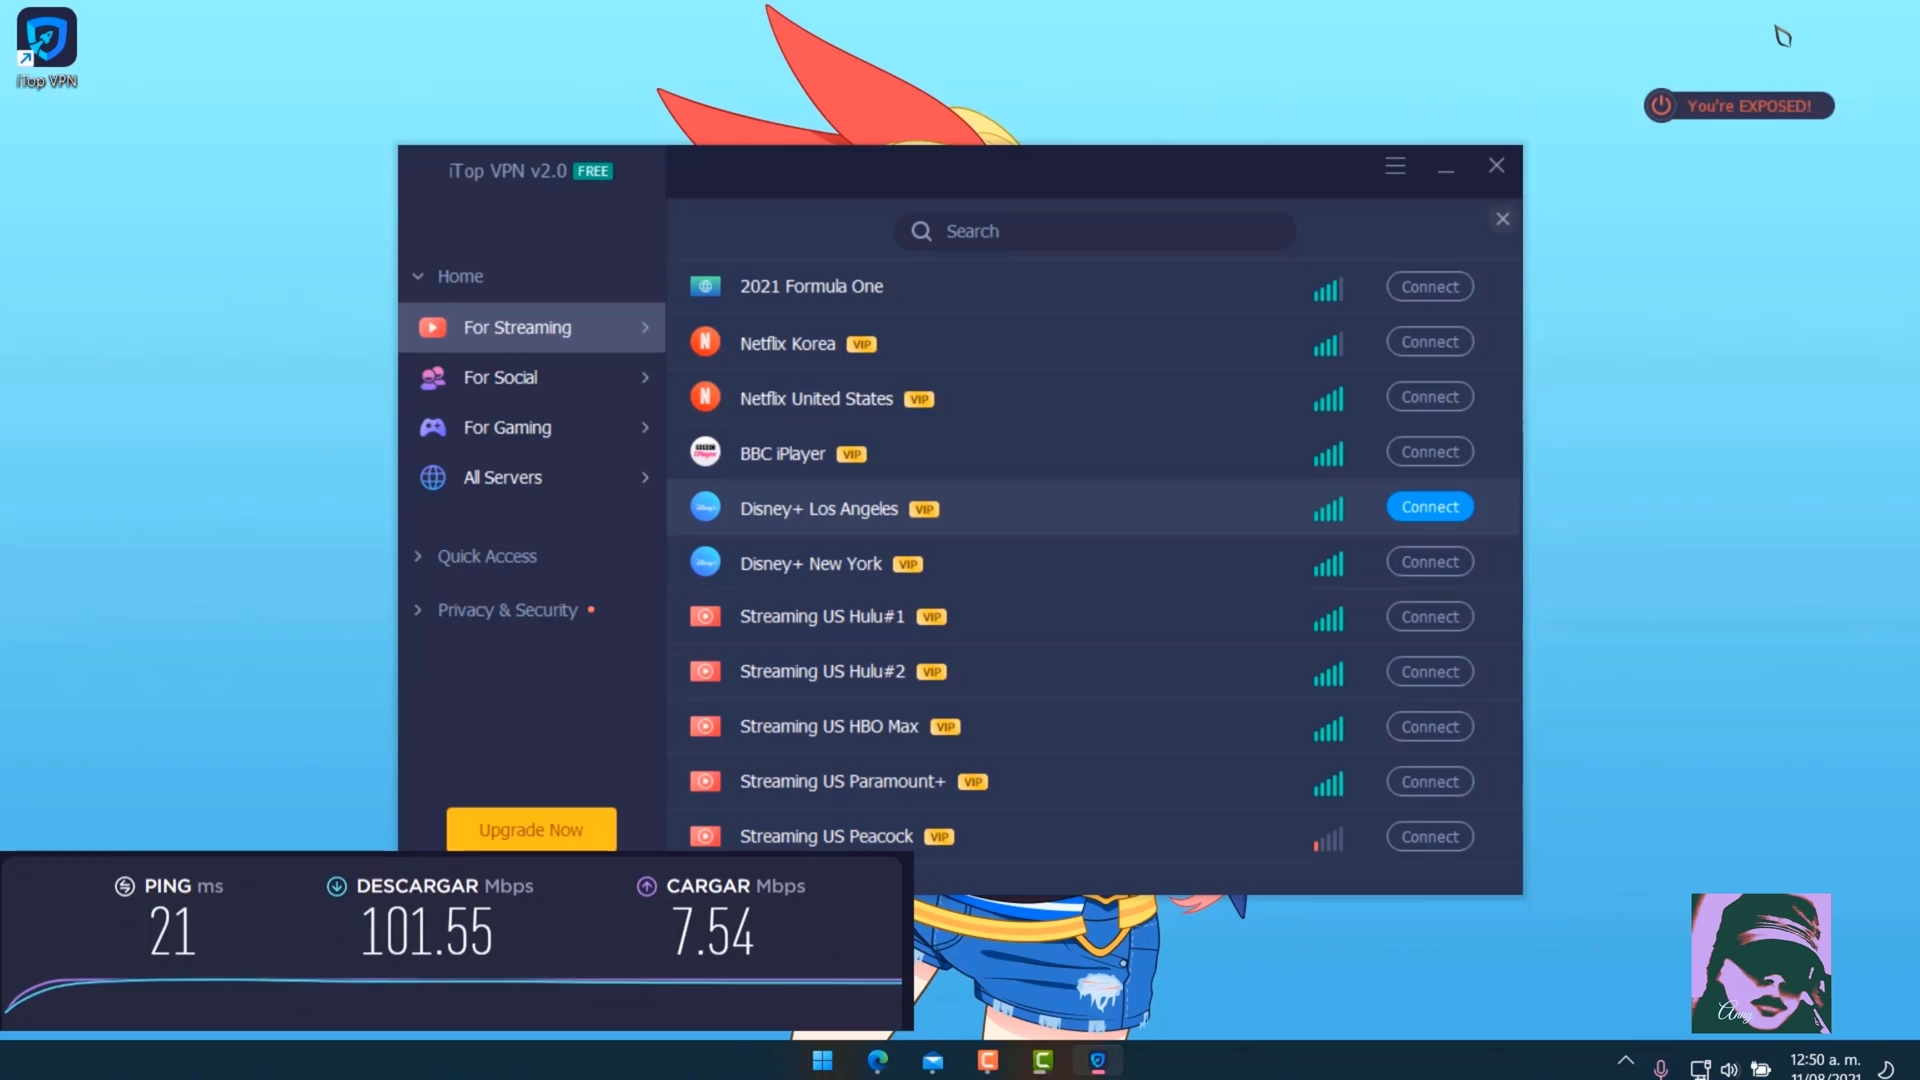 iTop VPN
You're EXPOSED!
iTop VPN v2.0 FREE
Search
Home
For Streaming
For Social
For Gaming
All Servers
Quick Access
Privacy & Security
Upgrade Now
2021 Formula One Connect
Netflix Korea VIP Connect
Netflix United States VIP Connect
BBC iPlayer VIP Connect
Disney+ Los Angeles VIP Connect
Disney+ New York VIP Connect
Streaming US Hulu#1 VIP Connect
Streaming US Hulu#2 VIP Connect
Streaming US HBO Max VIP Connect
Streaming US Paramount+ VIP Connect
Streaming US Peacock VIP Connect
PING ms DESCARGAR Mbps CARGAR Mbps
21 101.55 7.54
Anny
12:50 a. m.
11/08/2021